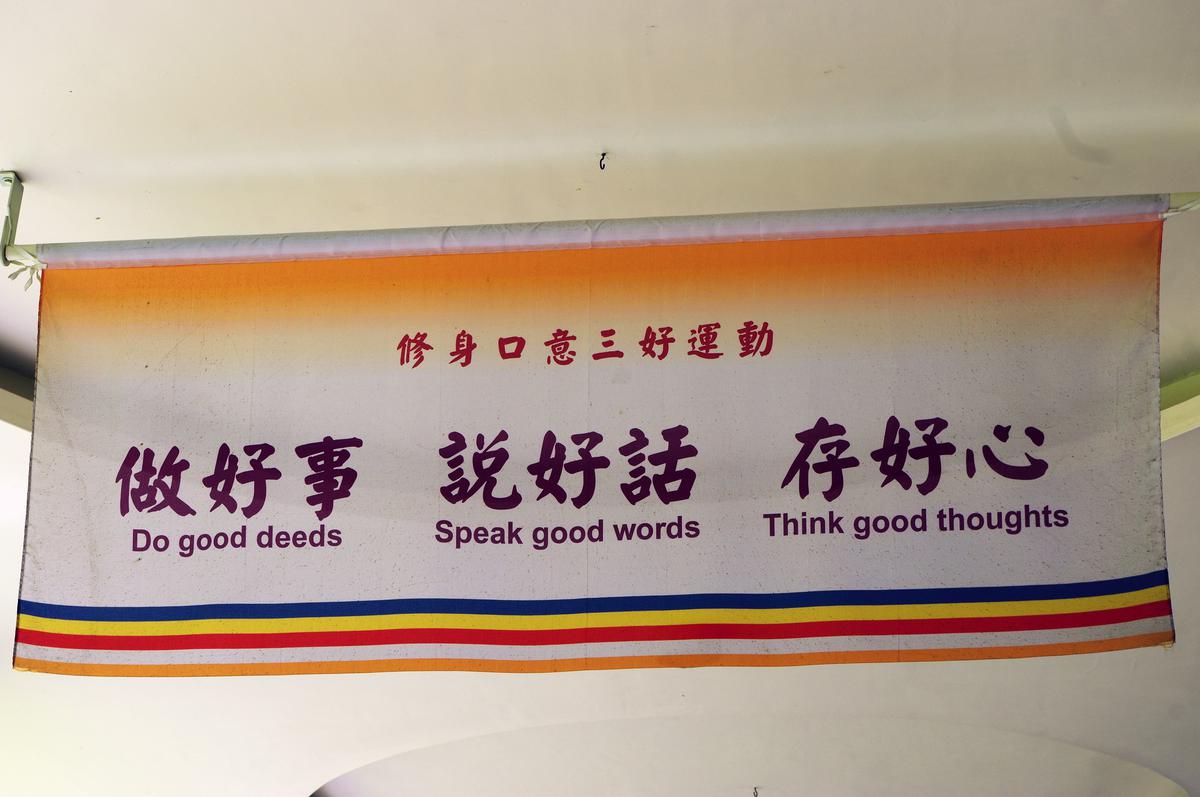 修身口意三好運動
做好事 説好話 存好心
Do good deeds Speak good words Think good thoughts